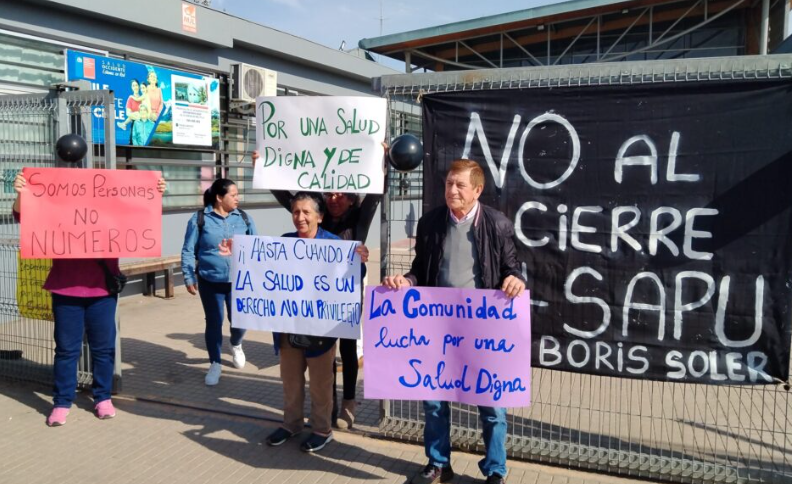 SOMOS PERSONAS
NO
NÚMEROS
POR UNA SALUD
DIGNA Y DE
CALIDAD
¡¡HASTA CUANDO!!
LA SALUD ES UN
DERECHO NO UN PRIVILEGIO
LA COMUNIDAD
lucha por una
Salud Digna
NO AL
CIERRE
SAPU
BORIS SOLER